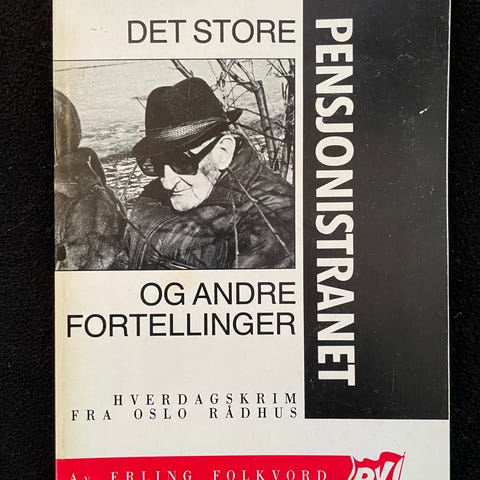 DET STORE
PENSJONISTRANET
OG ANDRE
FORTELLINGER
HVERDAGSKRIM
FRA OSLO RÅDHUS
Av ERLING FOLKVORD
RV!